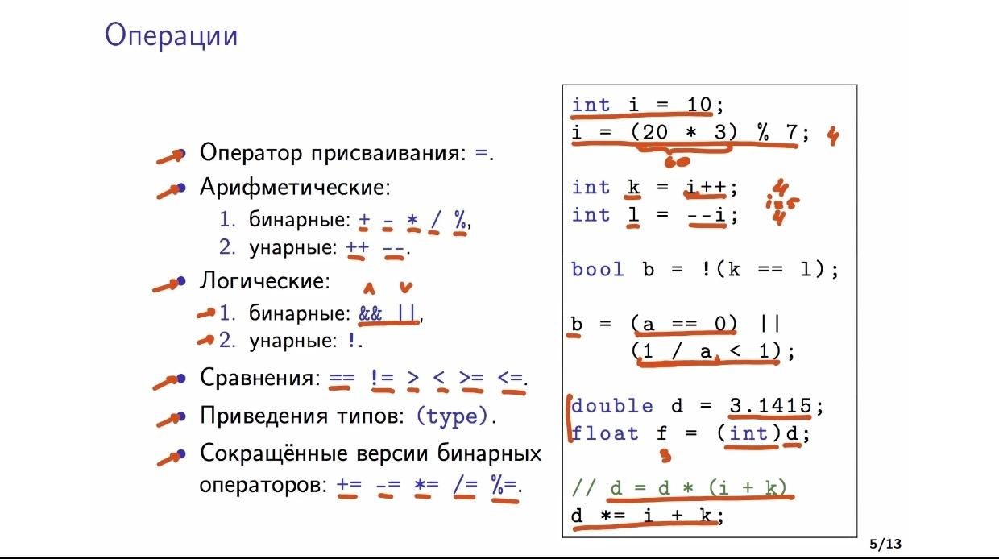 Операции
Оператор присваивания: =.
Арифметические:
1. бинарные: + - * / %,
2. унарные: ++ --.
Логические:
∧ ∨
1. бинарные: && ||,
2. унарные: !.
Сравнения: == != > < >= <=.
Приведения типов: (type).
Сокращённые версии бинарных
операторов: += -= *= /= %=.
int i = 10;
i = (20 * 3) % 7; 4
60
int k = i++; 4
i=5
int l = --i; 4
bool b = !(k == l);
b = (a == 0) ||
(1 / a < 1);
double d = 3.1415;
float f = (int)d;
3
// d = d * (i + k)
d *= i + k;
5/13